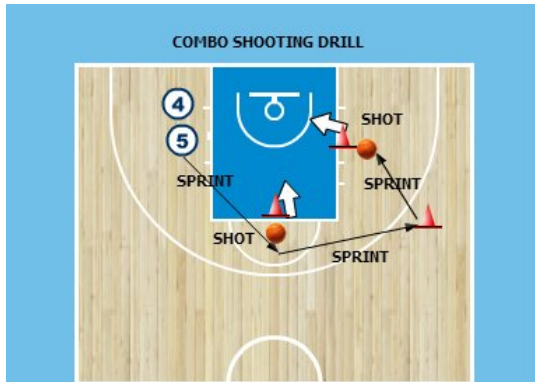 COMBO SHOOTING DRILL
4
SHOT
5
SPRINT
SPRINT
SHOT
SPRINT